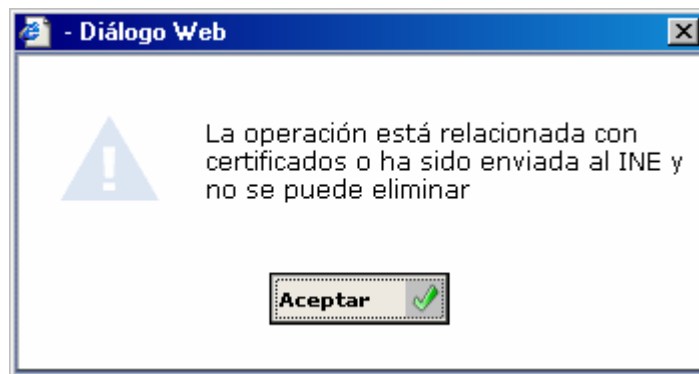 - Diálogo Web
La operación está relacionada con
certificados o ha sido enviada al INE y
no se puede eliminar
Aceptar